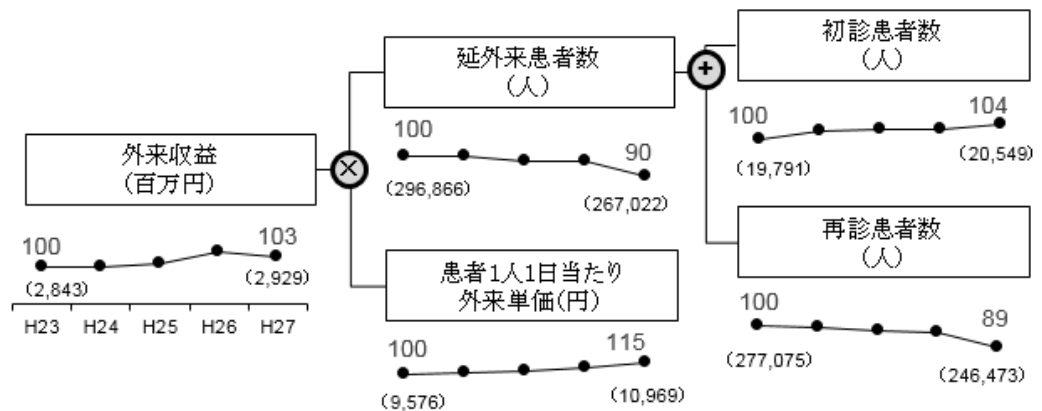 外来収益
(百万円)
100
103
(2,843)
(2,929)
H23 H24 H25 H26 H27
×
延外来患者数
(人)
100
90
(296,866)
(267,022)
患者1人1日当たり
外来単価(円)
100
115
(9,576)
(10,969)
+
初診患者数
(人)
100
104
(19,791)
(20,549)
再診患者数
(人)
100
89
(277,075)
(246,473)